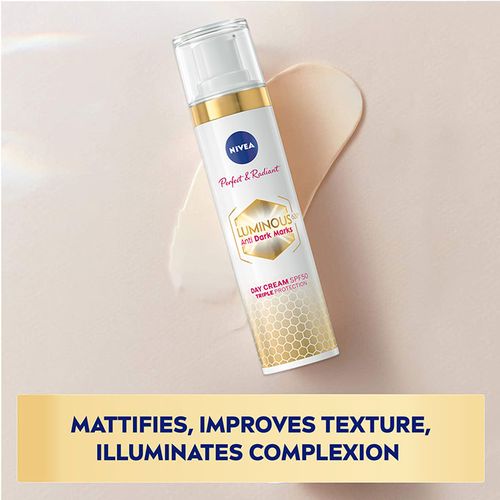 NIVEA
Perfect & Radiant
LUMINOUS630
Anti Dark Marks
DAY CREAM SPF50
TRIPLE PROTECTION
MATTIFIES, IMPROVES TEXTURE,
ILLUMINATES COMPLEXION